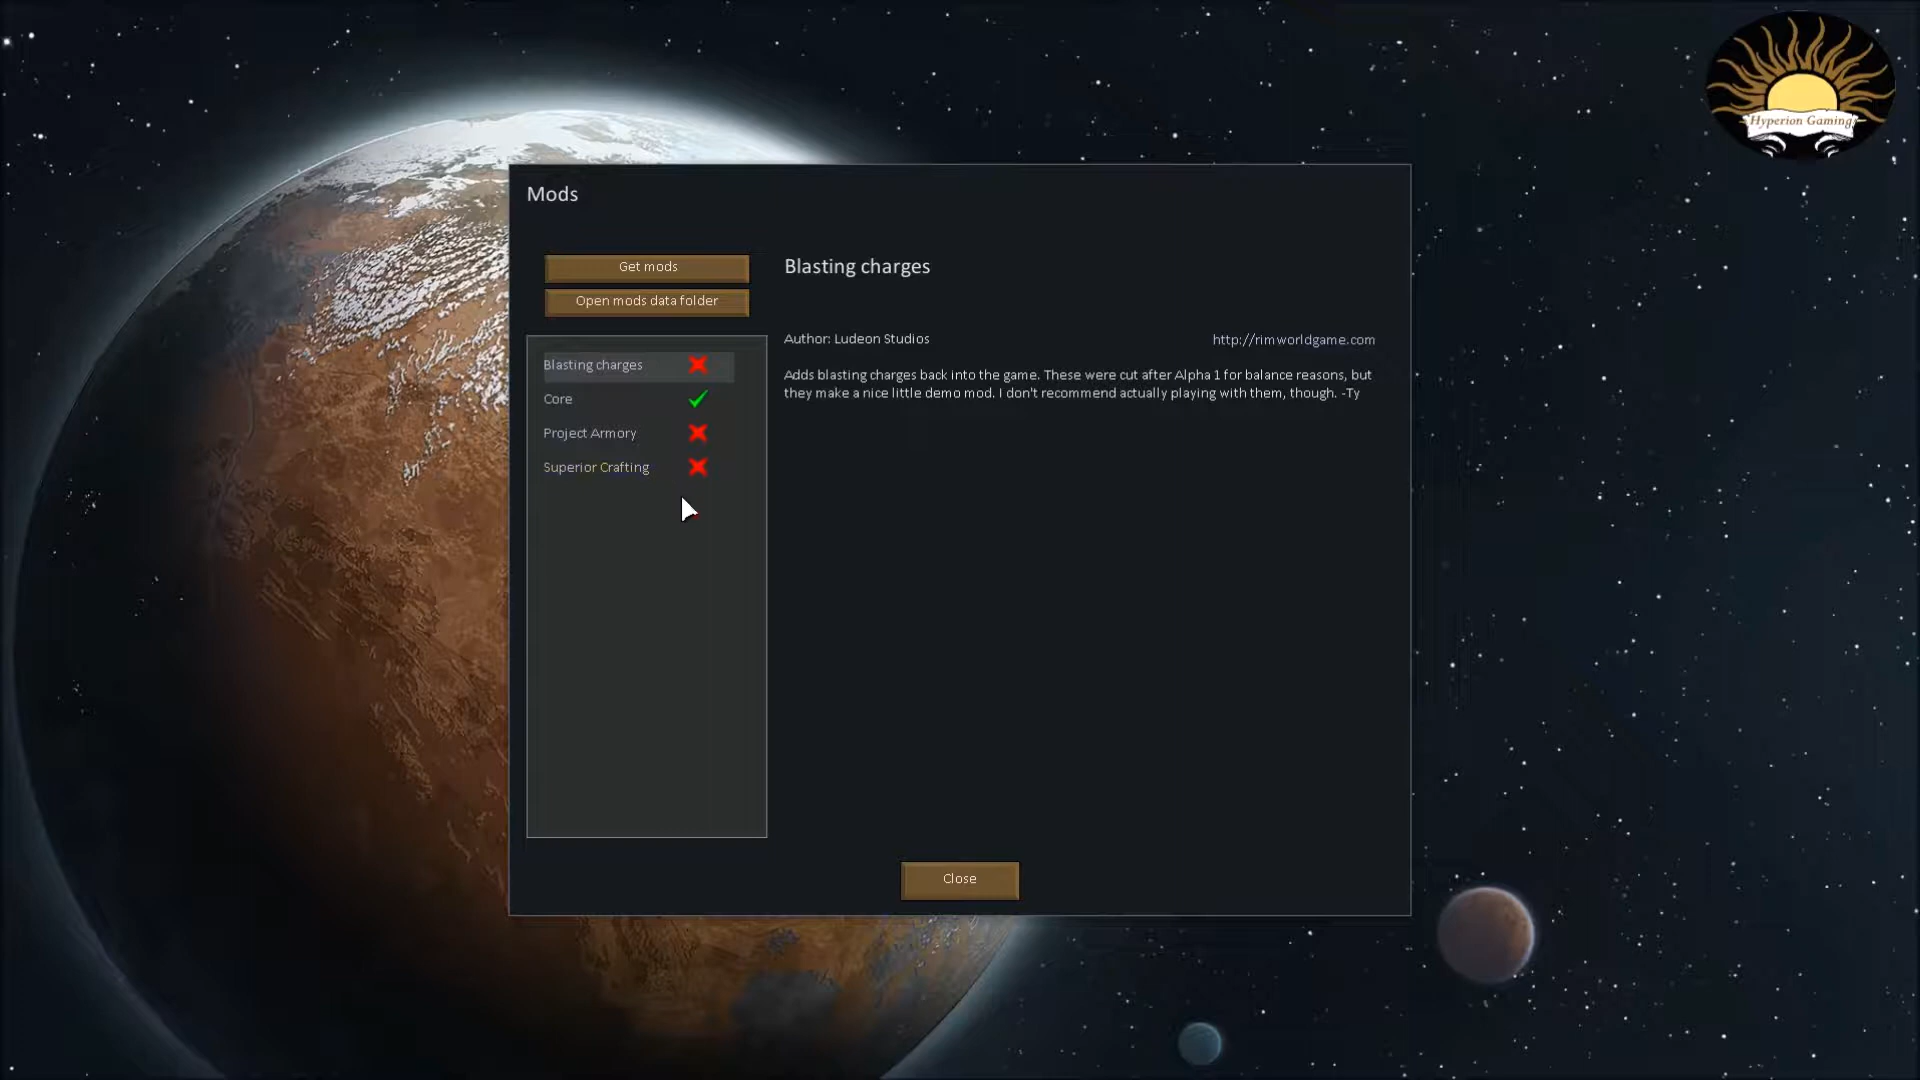 Hyperion Gaming
Mods
Get mods
Open mods data folder
Blasting charges
Core
Project Armory
Superior Crafting
Blasting charges
Author: Ludeon Studios
http://rimworldgame.com
Adds blasting charges back into the game. These were cut after Alpha 1 for balance reasons, but
they make a nice little demo mod. I don't recommend actually playing with them, though. -Ty
Close